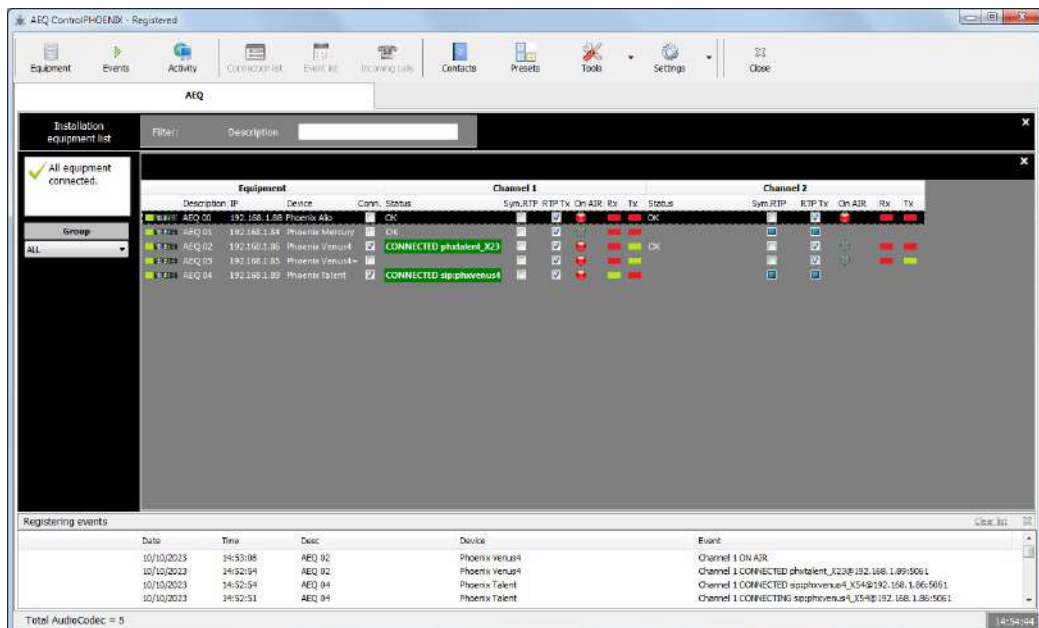 AEQ ControlPHOENIX - Registered
Equipment Events Activity Connection list Event list Incoming calls Contacts Presets Tools Settings Close
AEQ
Installation equipment list
Filter: Description
All equipment connected.
Group
ALL
Equipment Channel 1 Channel 2
Description IP Device Conn. Status Sym.RTP RTP Tx On AIR Rx Tx Status Sym.RTP RTP Tx On AIR Rx Tx
AEQ 00 192.168.1.88 Phoenix Alio OK OK
AEQ 01 192.168.1.84 Phoenix Mercury OK
AEQ 02 192.168.1.86 Phoenix Venus4 CONNECTED phxtalent_X23 OK
AEQ 03 192.168.1.85 Phoenix Venus4+
AEQ 04 192.168.1.89 Phoenix Talent CONNECTED sip:phxvenus4
Registering events Clear list
Date Time Desc Device Event
10/10/2023 14:53:08 AEQ 02 Phoenix Venus4 Channel 1 ON AIR
10/10/2023 14:52:54 AEQ 02 Phoenix Venus4 Channel 1 CONNECTED phxtalent_X23@192.168.1.89:5061
10/10/2023 14:52:54 AEQ 04 Phoenix Talent Channel 1 CONNECTED sip:phxvenus4_X54@192.168.1.86:5061
10/10/2023 14:52:51 AEQ 04 Phoenix Talent Channel 1 CONNECTING sip:phxvenus4_X54@192.168.1.86:5061
Total AudioCodec = 5 14:54:44